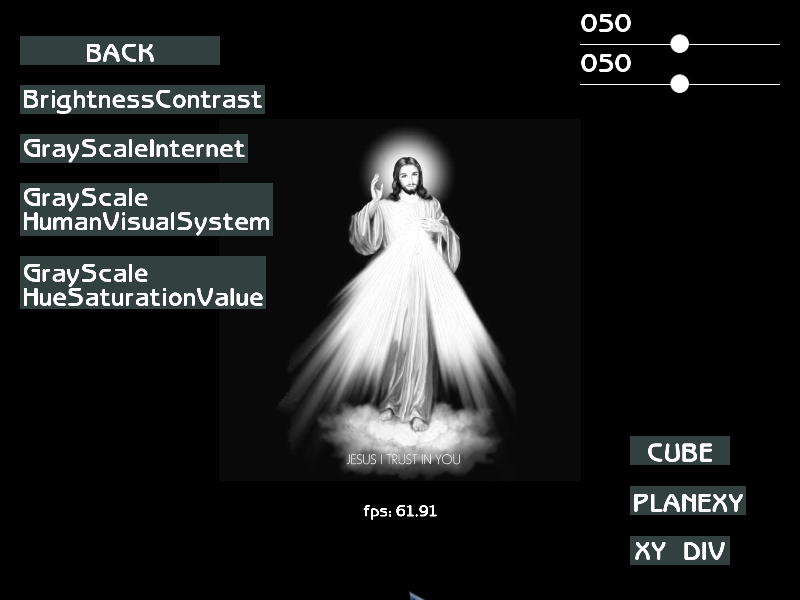 BACK
BrightnessContrast
GrayScaleInternet
GrayScale
HumanVisualSystem
GrayScale
HueSaturationValue
050
050
JESUS I TRUST IN YOU
fps: 61.91
CUBE
PLANEXY
XY DIV